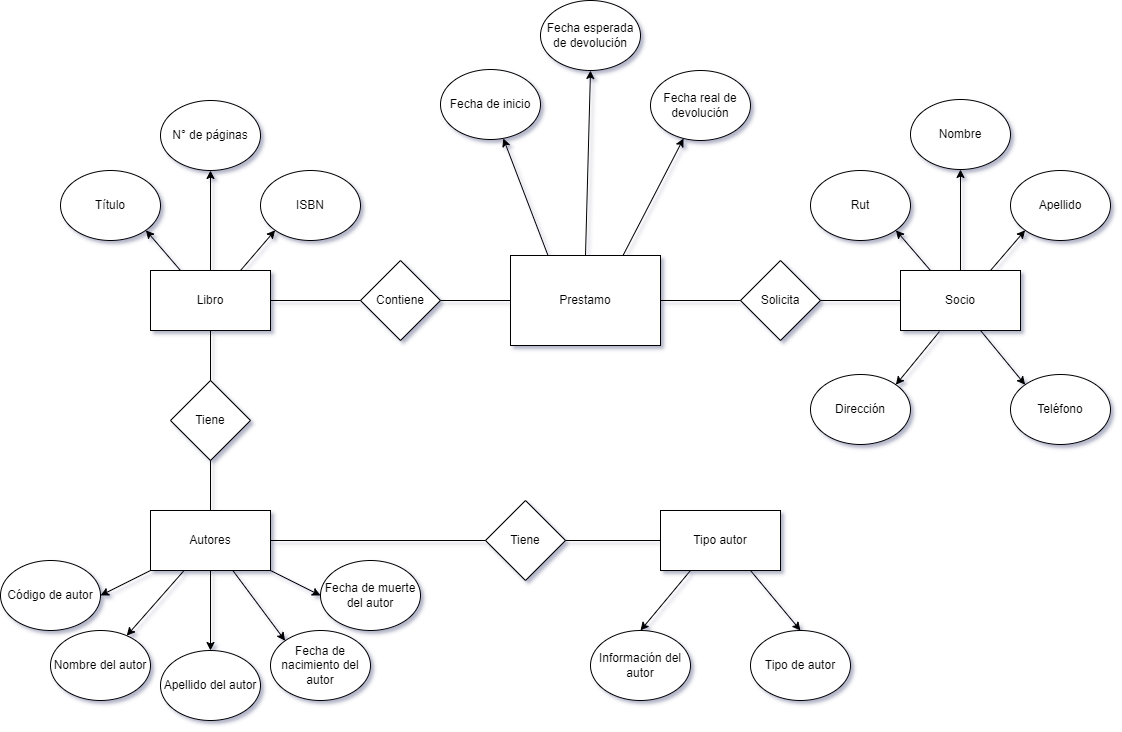 Fecha esperada
de devolución
Fecha de inicio
Fecha real de
devolución
N° de páginas
Nombre
Título
ISBN
Rut
Apellido
Libro
Contiene
Prestamo
Solicita
Socio
Dirección
Teléfono
Tiene
Autores
Tiene
Tipo autor
Código de autor
Fecha de muerte
del autor
Nombre del autor
Apellido del autor
Fecha de
nacimiento del
autor
Información del
autor
Tipo de autor